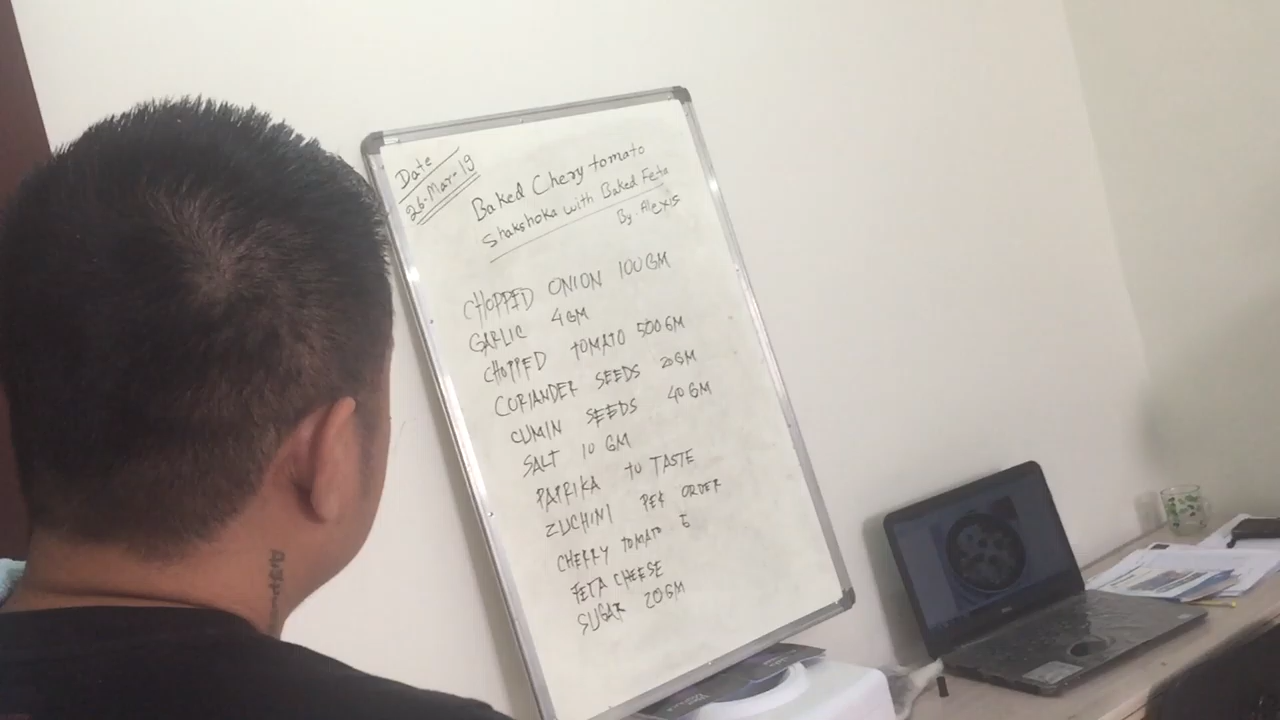 Date
26-Mar-19
Baked Chery tomato
Shakshoka with Baked Feta
By. Alexis
CHOPPED ONION 100GM
GARLIC 4GM
CHOPPED TOMATO 500GM
CORIANDER SEEDS 20GM
CUMIN SEEDS 40GM
SALT 10 GM
PAPRIKA TO TASTE
ZUCHINI PER ORDER
CHERRY TOMATO 5
FETA CHEESE
SUGAR 20GM